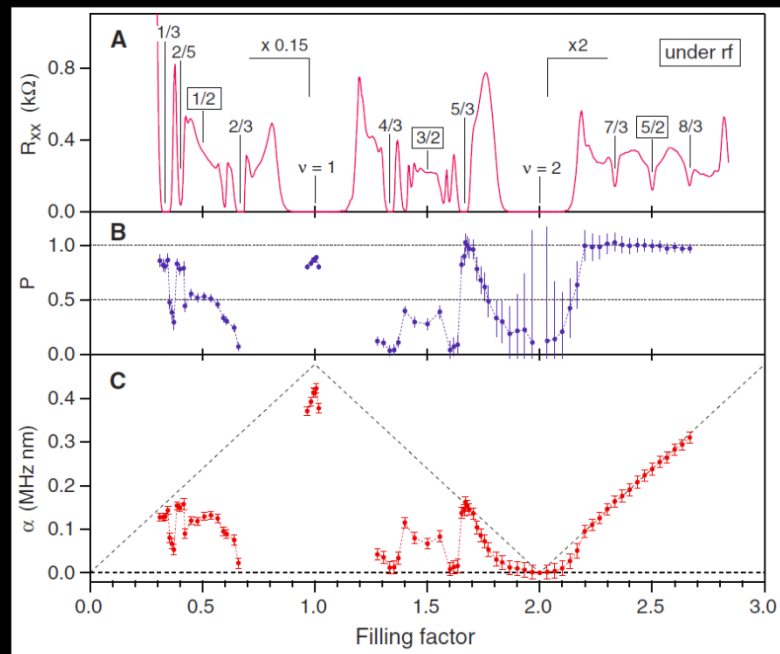 A
1/3
2/5
1/2
2/3
x 0.15
ν = 1
4/3
3/2
5/3
x2
ν = 2
under rf
7/3
5/2
8/3
0.8
0.4
0.0
Rxx (kΩ)
B
1.0
0.5
0.0
P
C
0.4
0.3
0.2
0.1
0.0
α (MHz nm)
0.0 0.5 1.0 1.5 2.0 2.5 3.0
Filling factor